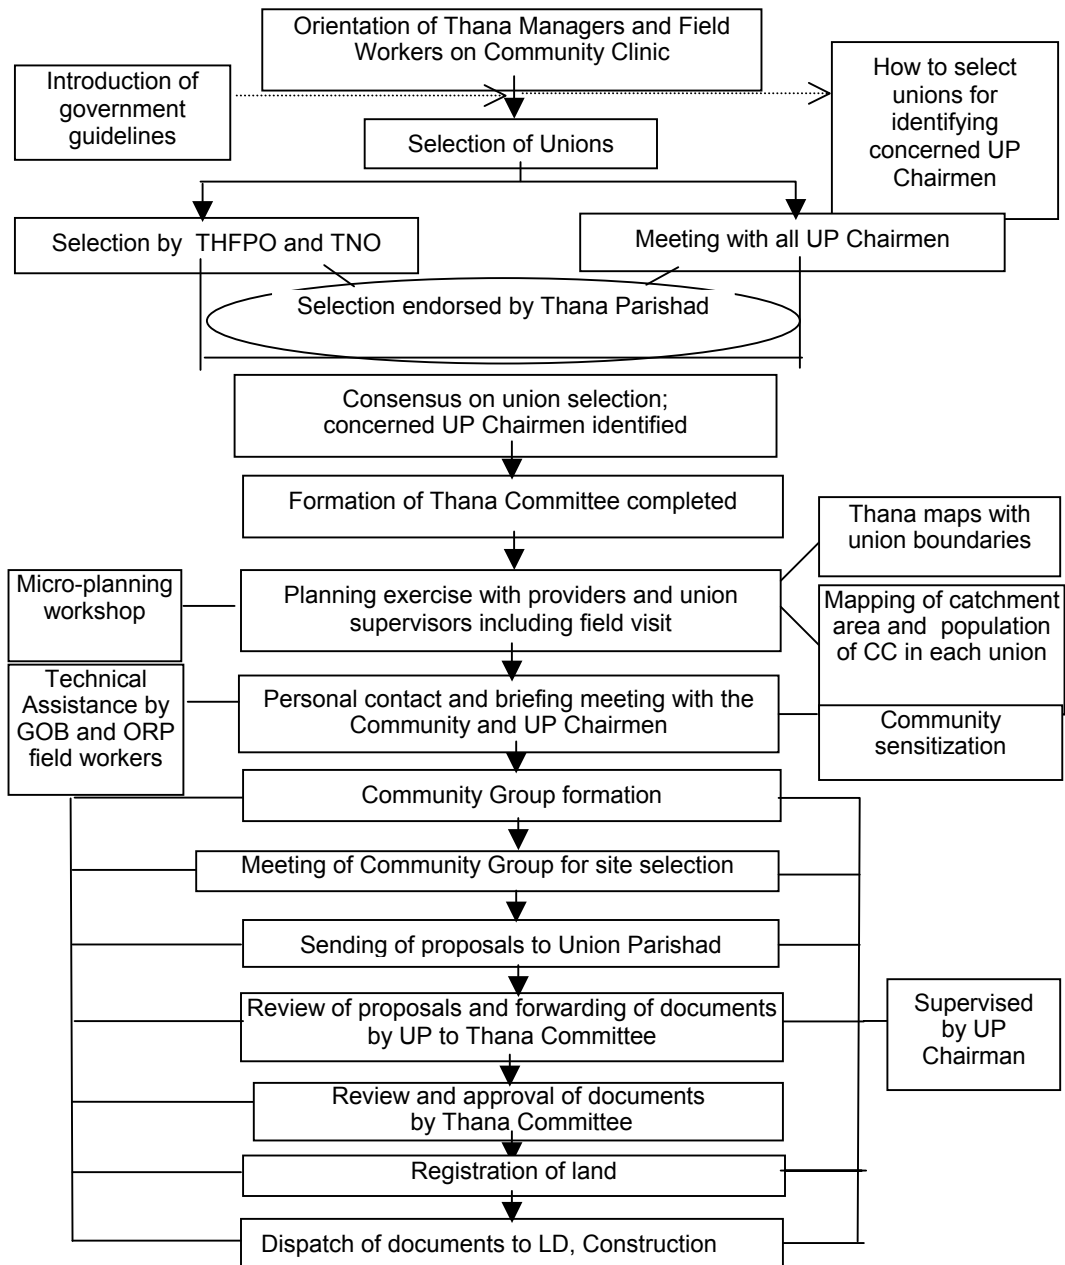 Orientation of Thana Managers and Field
Workers on Community Clinic
Introduction of
government
guidelines
How to select
unions for
identifying
concerned UP
Chairmen
Selection of Unions
Selection by THFPO and TNO
Meeting with all UP Chairmen
Selection endorsed by Thana Parishad
Consensus on union selection;
concerned UP Chairmen identified
Formation of Thana Committee completed
Thana maps with
union boundaries
Micro-planning
workshop
Planning exercise with providers and union
supervisors including field visit
Mapping of catchment
area and population
of CC in each union
Technical
Assistance by
GOB and ORP
field workers
Personal contact and briefing meeting with the
Community and UP Chairmen
Community
sensitization
Community Group formation
Meeting of Community Group for site selection
Sending of proposals to Union Parishad
Review of proposals and forwarding of documents
by UP to Thana Committee
Supervised
by UP
Chairman
Review and approval of documents
by Thana Committee
Registration of land
Dispatch of documents to LD, Construction